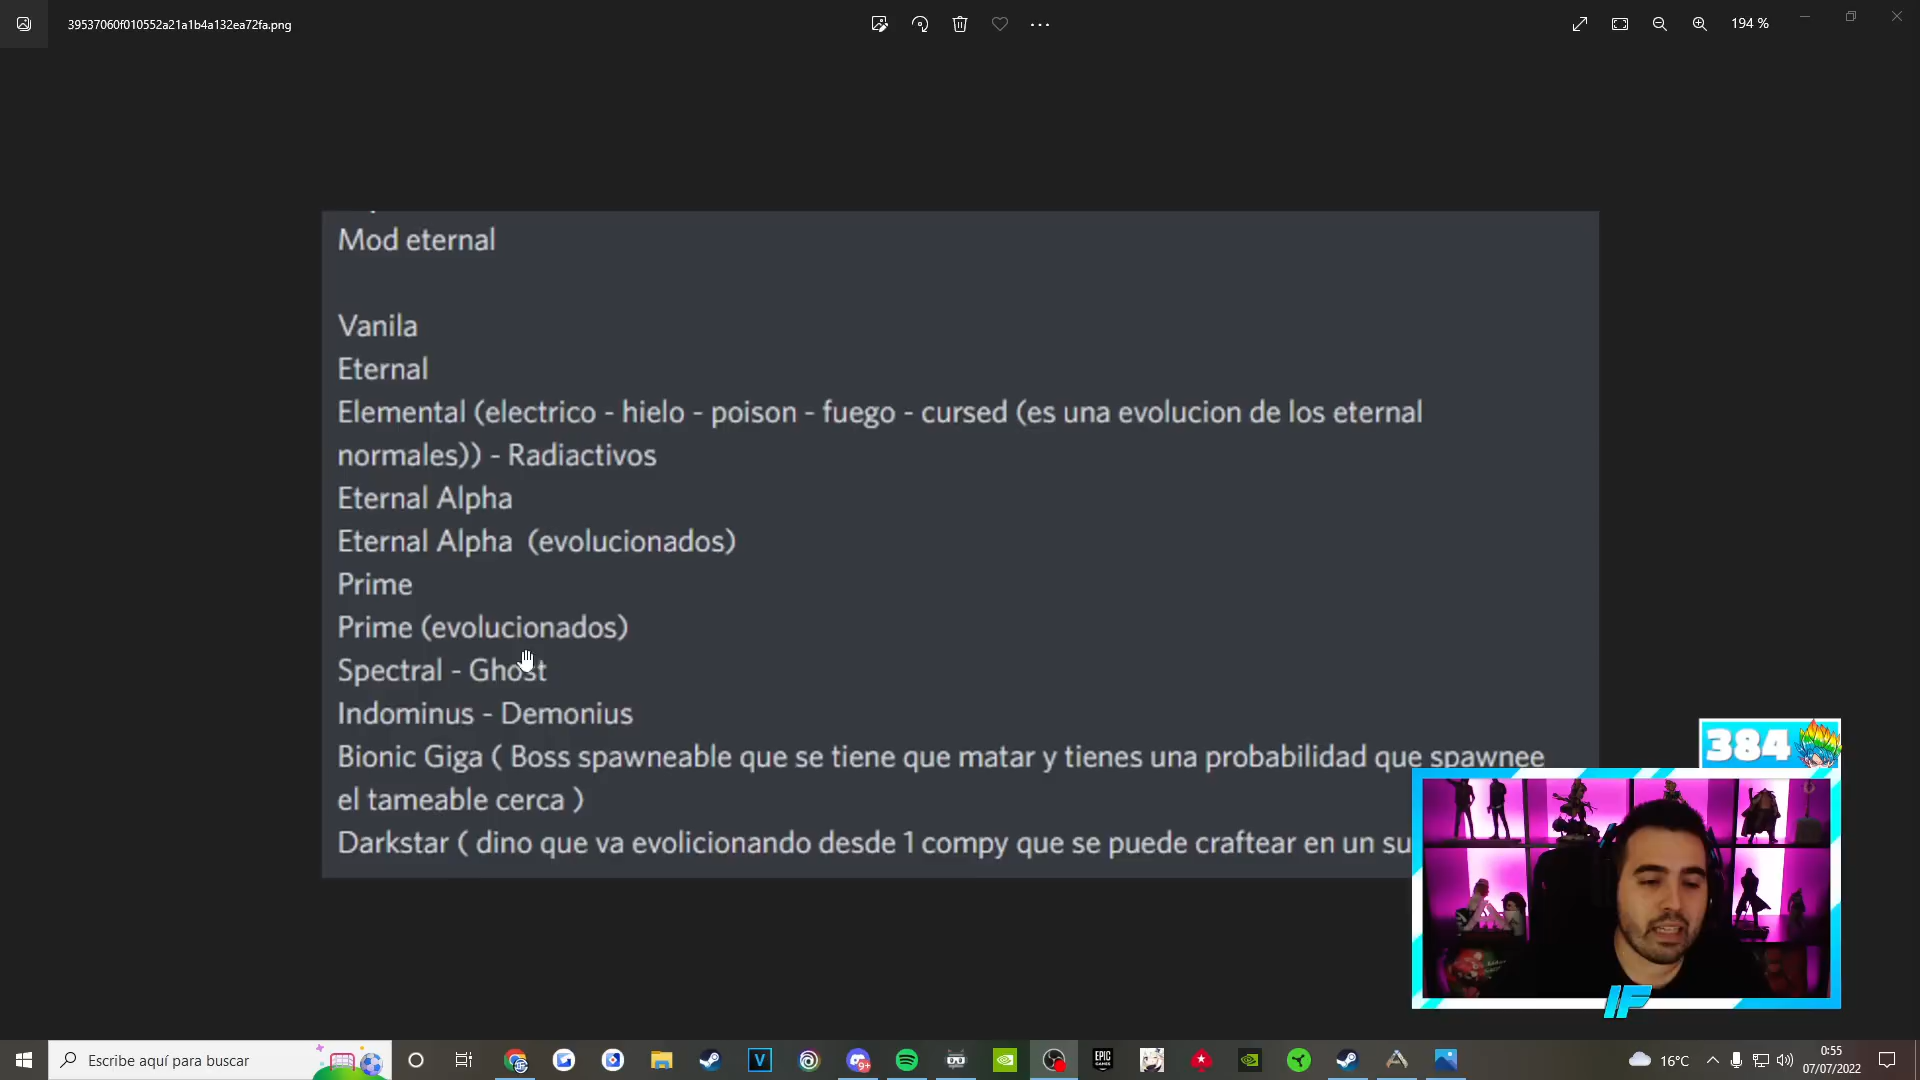 39537060f010552a21a1b4a132ea72fa.png
194 %
Mod eternal
Vanila
Eternal
Elemental (electrico - hielo - poison - fuego - cursed (es una evolucion de los eternal
normales)) - Radiactivos
Eternal Alpha
Eternal Alpha (evolucionados)
Prime
Prime (evolucionados)
Spectral - Ghost
Indominus - Demonius
Bionic Giga ( Boss spawneable que se tiene que matar y tienes una probabilidad que spawnee
el tameable cerca )
Darkstar ( dino que va evolicionando desde 1 compy que se puede craftear en un su
384
IF
Escribe aquí para buscar
V
9+
EPIC
GAMES
16°C
0:55
07/07/2022